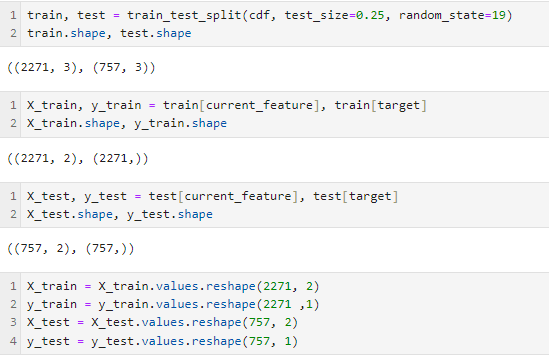 1 train, test = train_test_split(cdf, test_size=0.25, random_state=19)
2 train.shape, test.shape
((2271, 3), (757, 3))
1 X_train, y_train = train[current_feature], train[target]
2 X_train.shape, y_train.shape
((2271, 2), (2271,))
1 X_test, y_test = test[current_feature], test[target]
2 X_test.shape, y_test.shape
((757, 2), (757,))
1 X_train = X_train.values.reshape(2271, 2)
2 y_train = y_train.values.reshape(2271 ,1)
3 X_test = X_test.values.reshape(757, 2)
4 y_test = y_test.values.reshape(757, 1)